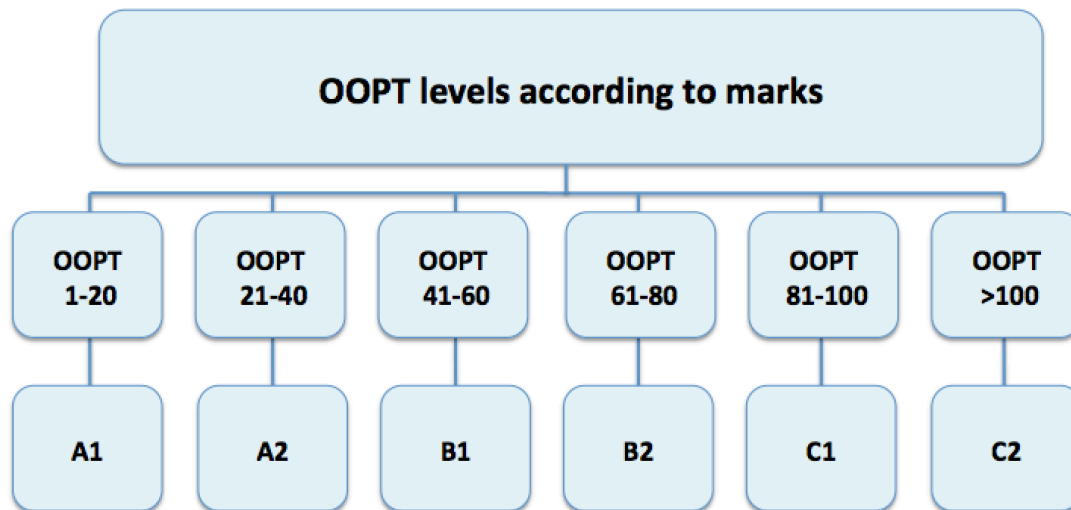 OOPT levels according to marks
OOPT
1-20
OOPT
21-40
OOPT
41-60
OOPT
61-80
OOPT
81-100
OOPT
>100
A1
A2
B1
B2
C1
C2